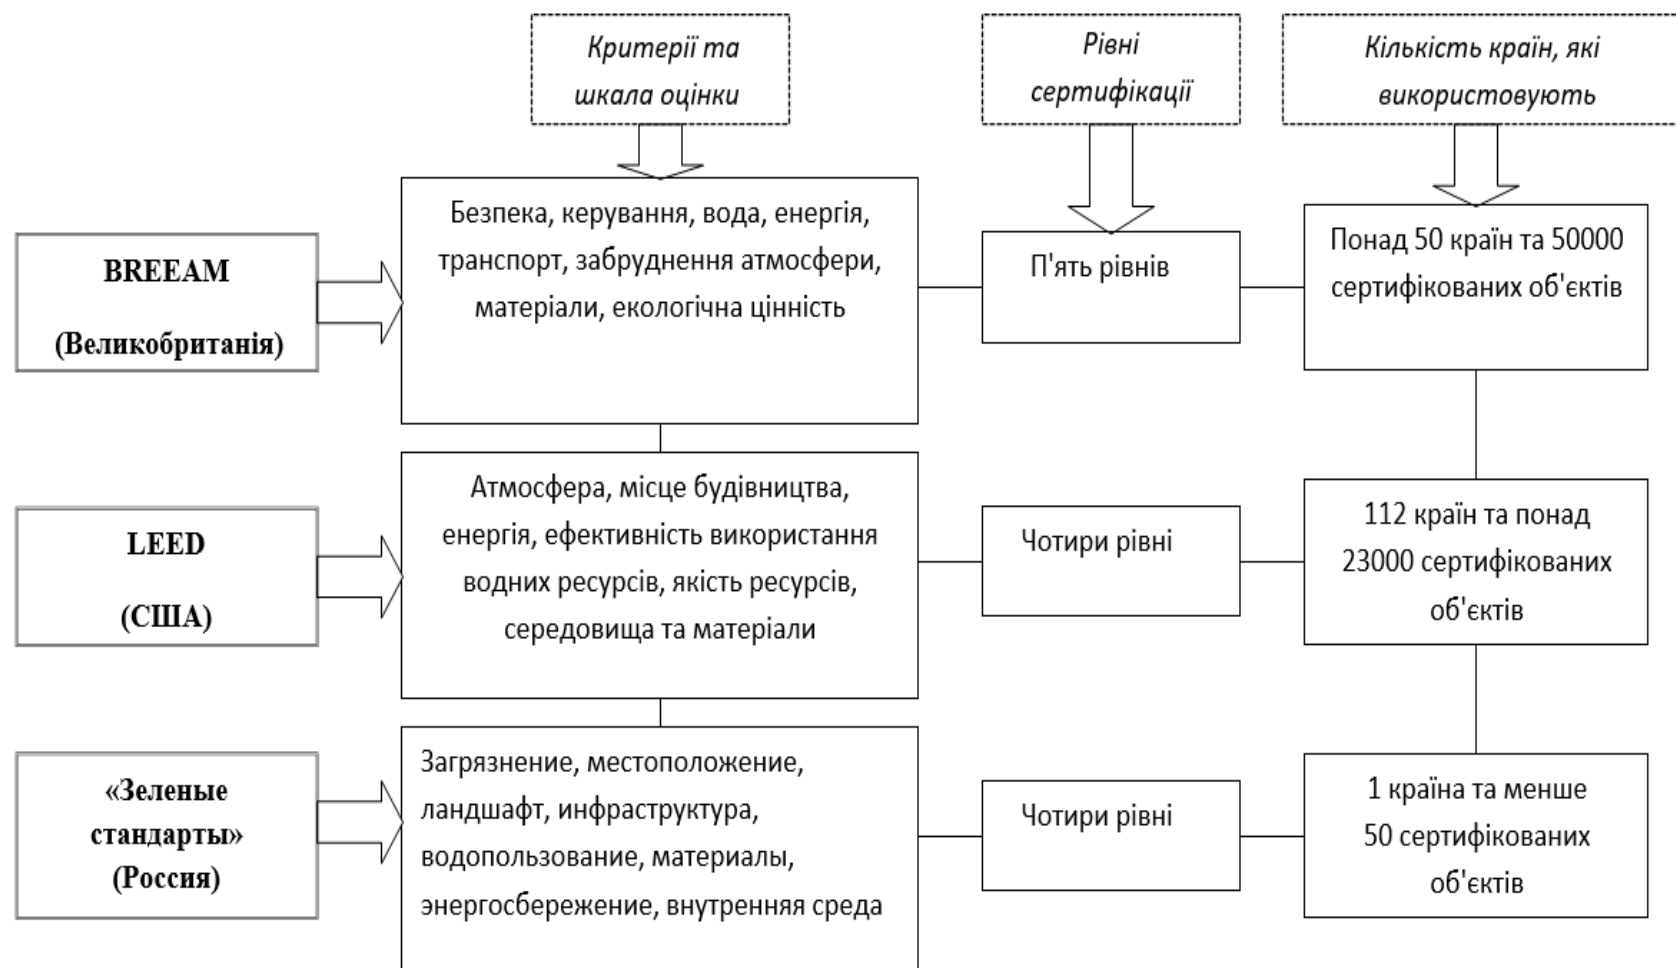 Критерії та
шкала оцінки
Рівні
сертифікації
Кількість країн, які
використовують
BREEAM
(Великобританія)
Безпека, керування, вода, енергія,
транспорт, забруднення атмосфери,
матеріали, екологічна цінність
П'ять рівнів
Понад 50 країн та 50000
сертифікованих об'єктів
LEED
(США)
Атмосфера, місце будівництва,
енергія, ефективність використання
водних ресурсів, якість ресурсів,
середовища та матеріали
Чотири рівні
112 країн та понад
23000 сертифікованих
об'єктів
«Зеленые
стандарты»
(Россия)
Загрязнение, местоположение,
ландшафт, инфраструктура,
водопользование, материалы,
энергосбережение, внутренняя среда
Чотири рівні
1 країна та менше
50 сертифікованих
об'єктів